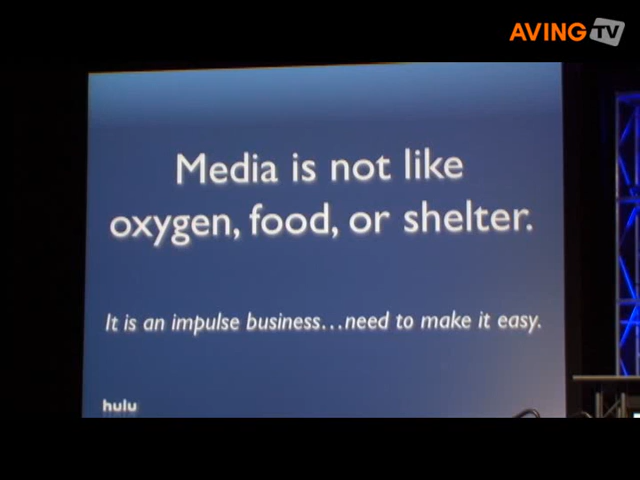 AVING TV
Media is not like
oxygen, food, or shelter.
It is an impulse business...need to make it easy.
hulu